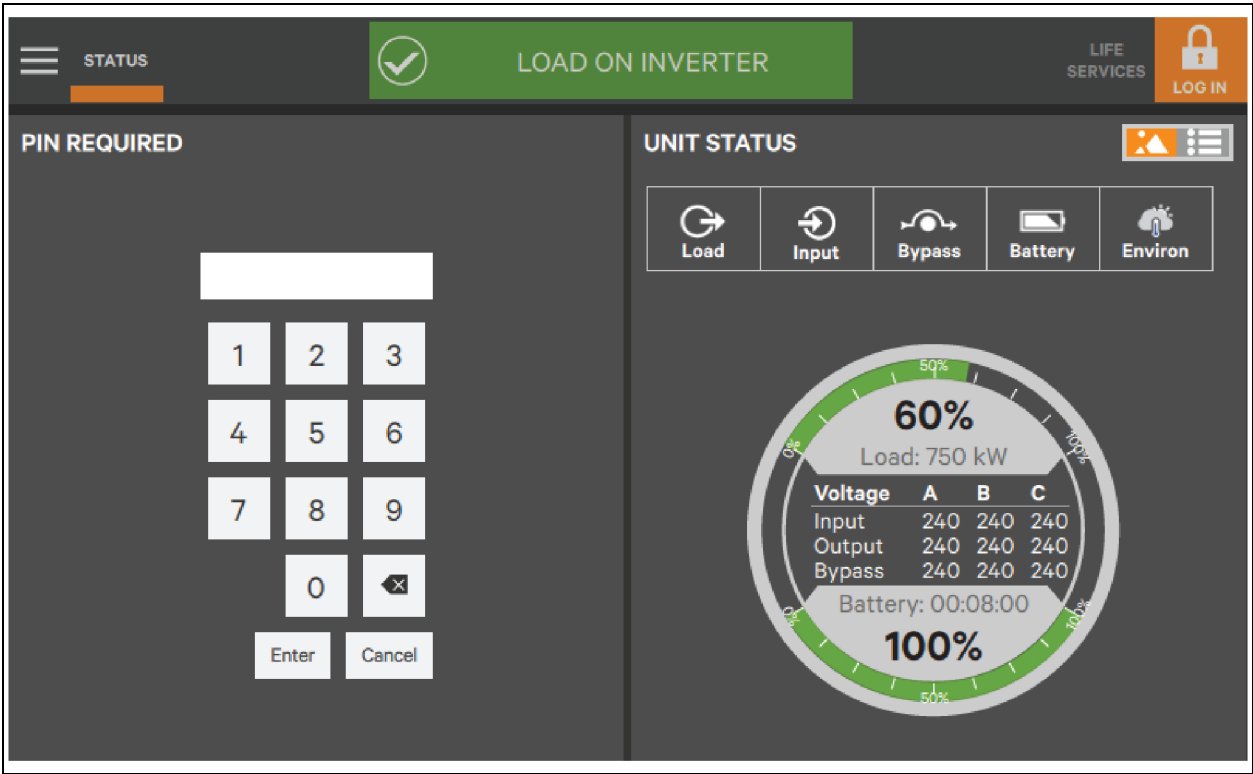 STATUS
LOAD ON INVERTER
LIFE
SERVICES
LOG IN
PIN REQUIRED
1 2 3
4 5 6
7 8 9
0
Enter Cancel
UNIT STATUS
Load Input Bypass Battery Environ
50%
0% 100%
60%
Load: 750 kW
Voltage A B C
Input 240 240 240
Output 240 240 240
Bypass 240 240 240
Battery: 00:08:00
0% 100%
100%
50%